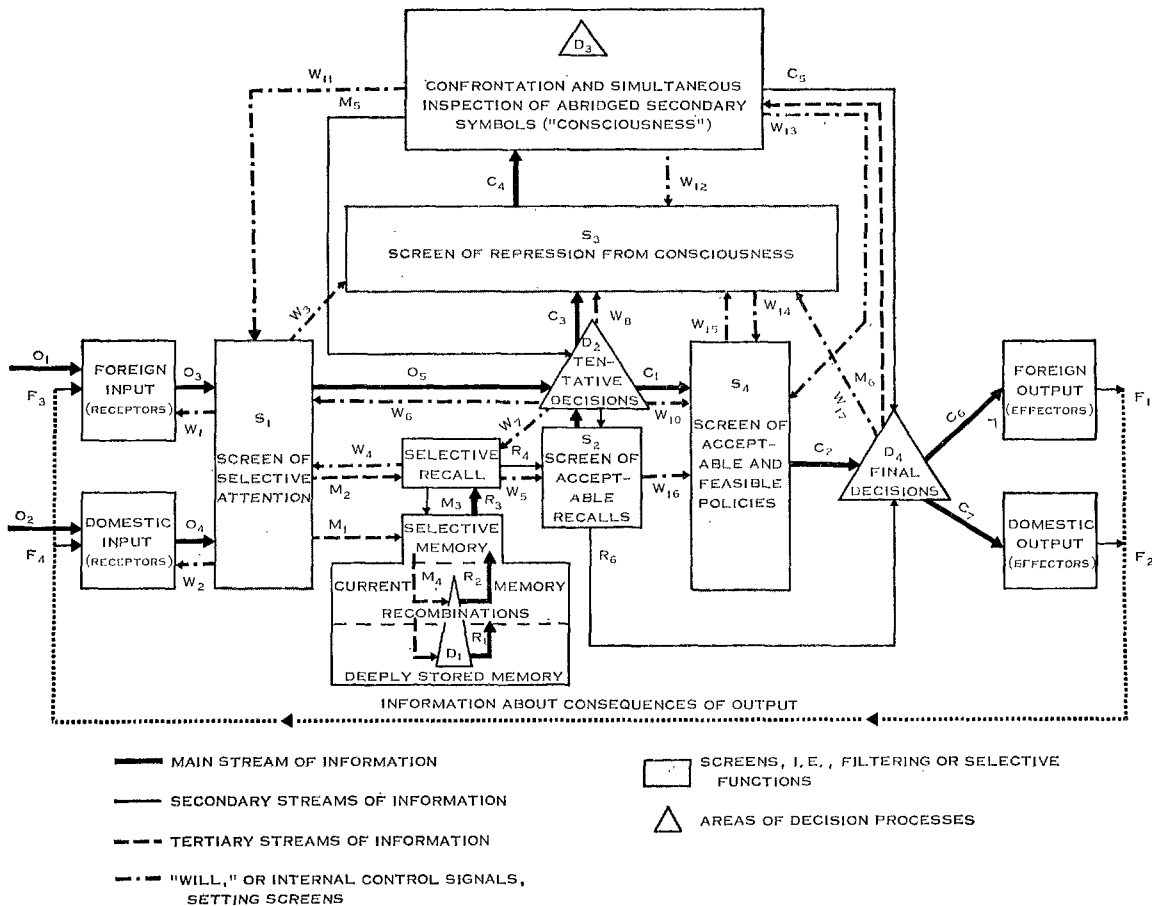 D3
CONFRONTATION AND SIMULTANEOUS
INSPECTION OF ABRIDGED SECONDARY
SYMBOLS ("CONSCIOUSNESS")
W11
M5
C5
W13
C4
W12
S3
SCREEN OF REPRESSION FROM CONSCIOUSNESS
W3
C3
W8
W15
W14
O1
F3
FOREIGN
INPUT
(RECEPTORS)
O3
W1
S1
SCREEN OF
SELECTIVE
ATTENTION
O5
W6
D2
TEN-
TATIVE
DECISIONS
C1
W10
S4
SCREEN OF
ACCEPT-
ABLE AND
FEASIBLE
POLICIES
M6
W17
C2
D4
FINAL
DECISIONS
C6
FOREIGN
OUTPUT
(EFFECTORS)
F1
W7
W4
M2
SELECTIVE
RECALL
R4
W5
S2
SCREEN OF
ACCEPT-
ABLE
RECALLS
W16
O2
F4
DOMESTIC
INPUT
(RECEPTORS)
O4
W2
M1
M3
R3
SELECTIVE
MEMORY
CURRENT
MEMORY
M4
R2
RECOMBINATIONS
R1
D1
DEEPLY STORED MEMORY
R6
C7
DOMESTIC
OUTPUT
(EFFECTORS)
F2
INFORMATION ABOUT CONSEQUENCES OF OUTPUT
MAIN STREAM OF INFORMATION
SECONDARY STREAMS OF INFORMATION
TERTIARY STREAMS OF INFORMATION
"WILL," OR INTERNAL CONTROL SIGNALS,
SETTING SCREENS
SCREENS, I.E., FILTERING OR SELECTIVE
FUNCTIONS
AREAS OF DECISION PROCESSES